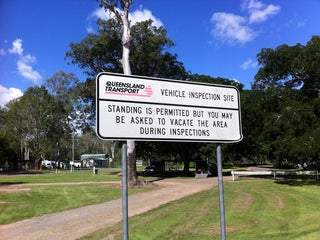 QUEENSLAND
TRANSPORT
VEHICLE INSPECTION SITE
STANDING IS PERMITTED BUT YOU MAY
BE ASKED TO VACATE THE AREA
DURING INSPECTIONS